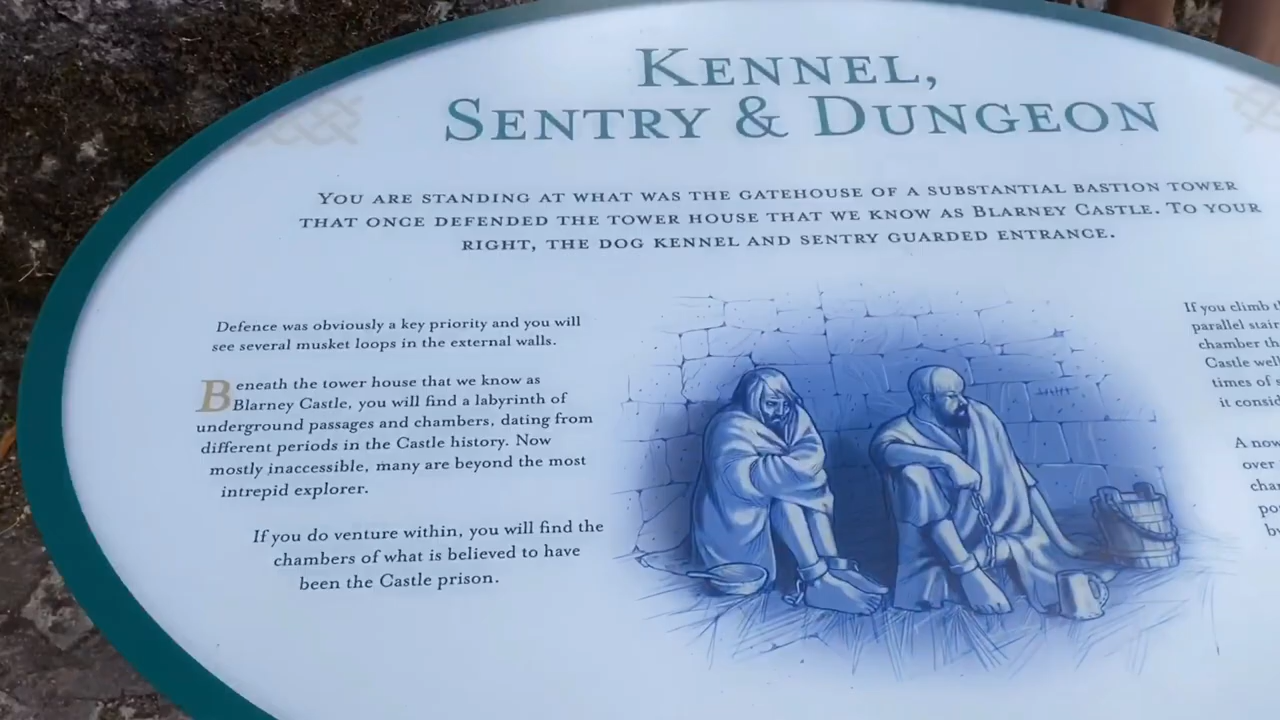 KENNEL,
SENTRY & DUNGEON
YOU ARE STANDING AT WHAT WAS THE GATEHOUSE OF A SUBSTANTIAL BASTION TOWER
THAT ONCE DEFENDED THE TOWER HOUSE THAT WE KNOW AS BLARNEY CASTLE. TO YOUR
RIGHT, THE DOG KENNEL AND SENTRY GUARDED ENTRANCE.
Defence was obviously a key priority and you will
see several musket loops in the external walls.
Beneath the tower house that we know as
Blarney Castle, you will find a labyrinth of
underground passages and chambers, dating from
different periods in the Castle history. Now
mostly inaccessible, many are beyond the most
intrepid explorer.
If you do venture within, you will find the
chambers of what is believed to have
been the Castle prison.
If you climb
parallel
chamber
Castle
times of
it
A
over